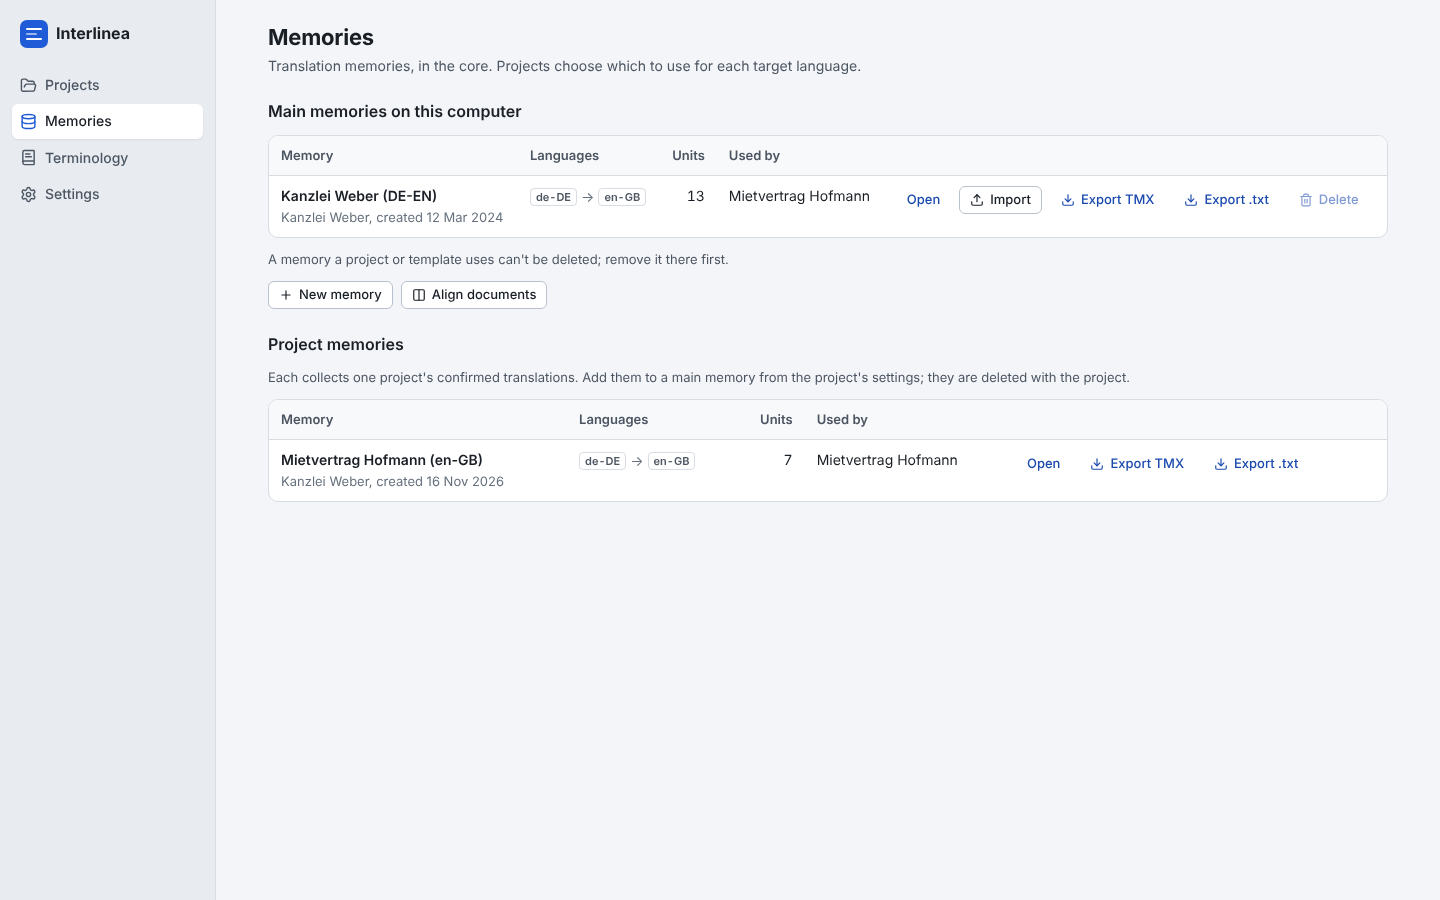 Interlinea
Projects
Memories
Terminology
Settings
Memories
Translation memories, in the core. Projects choose which to use for each target language.
Main memories on this computer
Memory Languages Units Used by
Kanzlei Weber (DE-EN) de-DE → en-GB 13 Mietvertrag Hofmann Open Import Export TMX Export .txt Delete
Kanzlei Weber, created 12 Mar 2024
A memory a project or template uses can't be deleted; remove it there first.
New memory Align documents
Project memories
Each collects one project's confirmed translations. Add them to a main memory from the project's settings; they are deleted with the project.
Memory Languages Units Used by
Mietvertrag Hofmann (en-GB) de-DE → en-GB 7 Mietvertrag Hofmann Open Export TMX Export .txt
Kanzlei Weber, created 16 Nov 2026